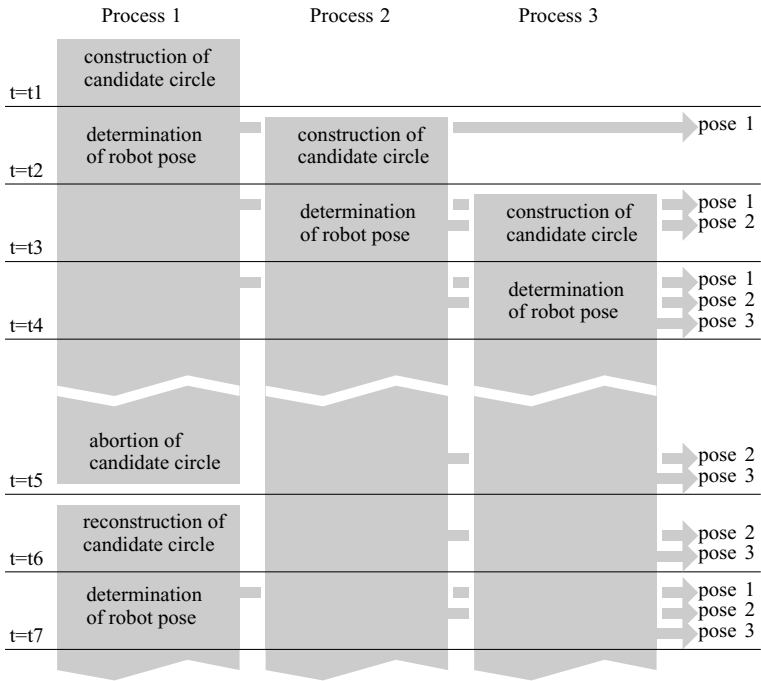 Process 1 Process 2 Process 3
construction of
candidate circle
t=t1
determination
of robot pose
construction of
candidate circle
pose 1
t=t2
determination
of robot pose
construction of
candidate circle
pose 1
pose 2
t=t3
determination
of robot pose
pose 1
pose 2
pose 3
t=t4
abortion of
candidate circle
pose 2
pose 3
t=t5
reconstruction of
candidate circle
pose 2
pose 3
t=t6
determination
of robot pose
pose 1
pose 2
pose 3
t=t7